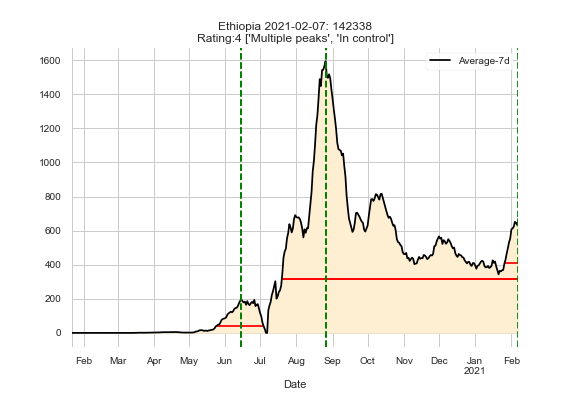 Ethiopia 2021-02-07: 142338
Rating:4 ['Multiple peaks', 'In control']
Average-7d
1600
1400
1200
1000
800
600
400
200
0
Feb Mar Apr May Jun Jul Aug Sep Oct Nov Dec Jan Feb
2021
Date